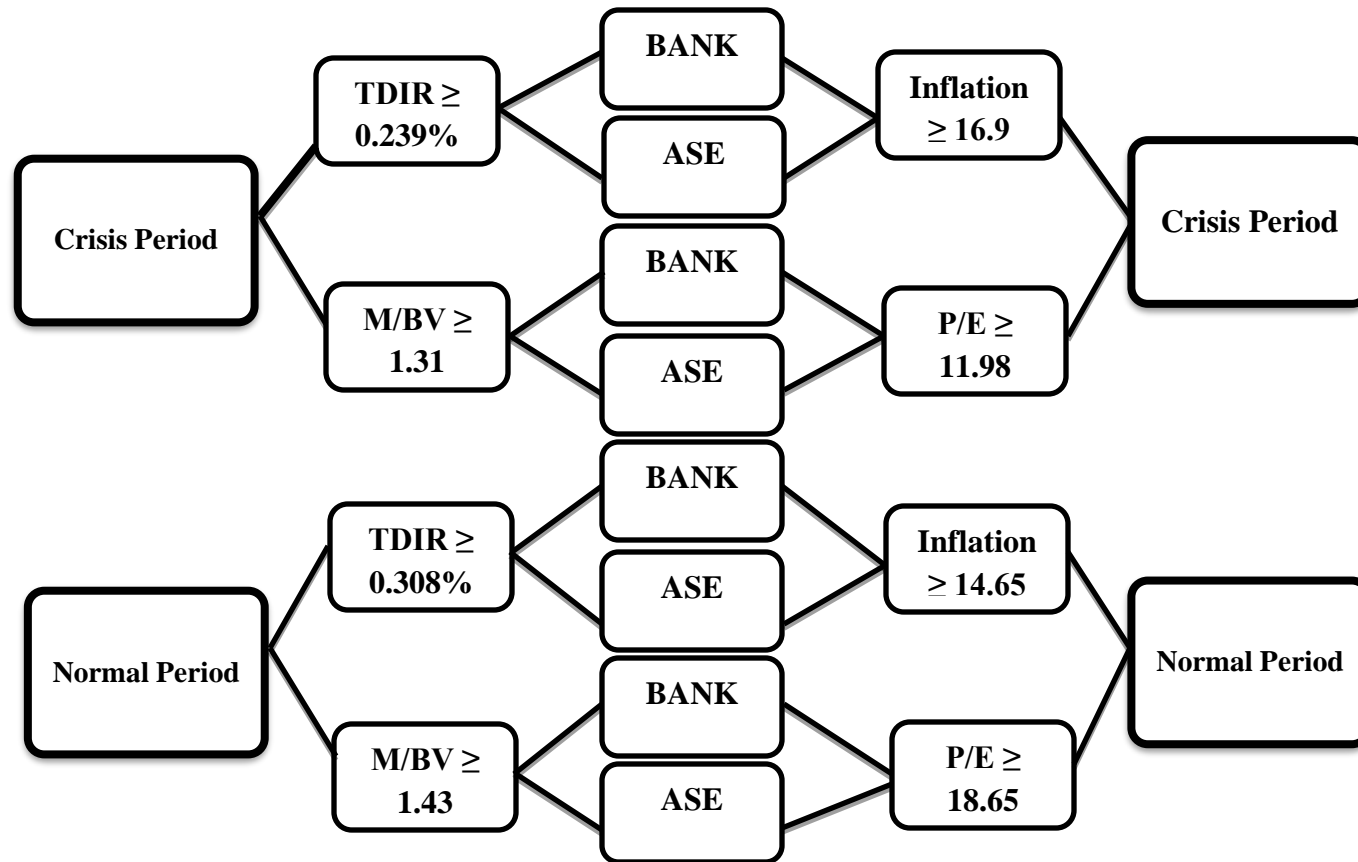 BANK
TDIR ≥
0.239%
Inflation
≥ 16.9
ASE
Crisis Period
Crisis Period
BANK
M/BV ≥
1.31
P/E ≥
11.98
ASE
BANK
TDIR ≥
0.308%
Inflation
≥ 14.65
ASE
Normal Period
Normal Period
BANK
M/BV ≥
1.43
P/E ≥
18.65
ASE